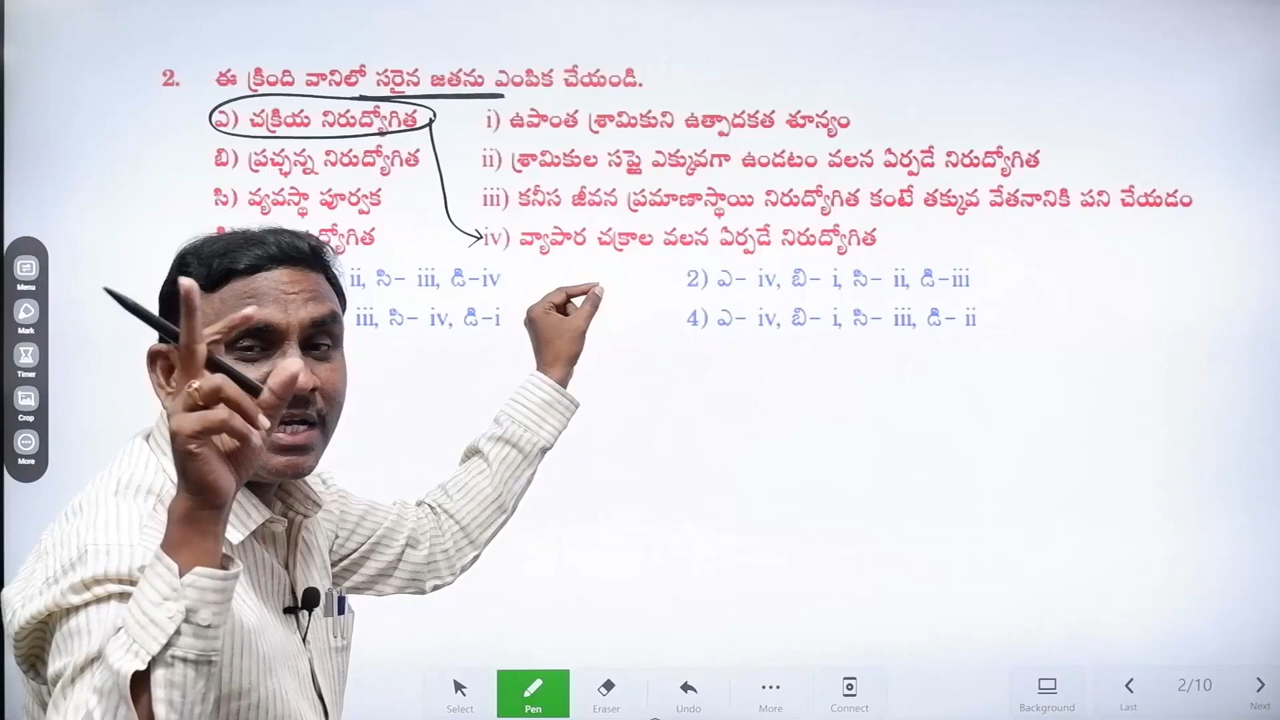 2. ఈ క్రింది వానిలో సరైన జతను ఎంపిక చేయండి.
ఎ) చక్రియ నిరుద్యోగిత i) ఉపాంత శ్రామికుని ఉత్పాదకత శూన్యం
బి) ప్రచ్ఛన్న నిరుద్యోగిత ii) శ్రామికుల సప్లై ఎక్కువగా ఉండటం వలన ఏర్పడే నిరుద్యోగిత
సి) వ్యవస్థా పూర్వక iii) కనీస జీవన ప్రమాణాస్థాయి నిరుద్యోగిత కంటే తక్కువ వేతనానికి పని చేయడం
iv) వ్యాపార చక్రాల వలన ఏర్పడే నిరుద్యోగిత
ii, సి- iii, డి-iv 2) ఎ- iv, బి- i, సి- ii, డి-iii
iii, సి- iv, డి-i 4) ఎ- iv, బి- i, సి- iii, డి- ii
Menu
Mark
Timer
Crop
More
Select Pen Eraser Undo More Connect Background Last 2/10 Next